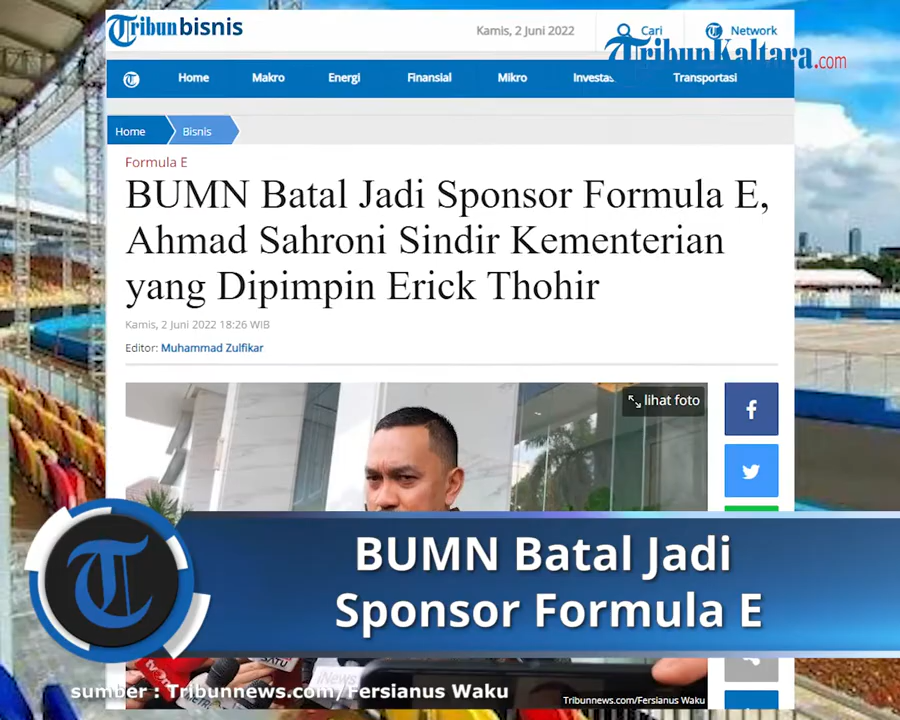 Tribunbisnis
Kamis, 2 Juni 2022
Cari
Network
TribunKaltara.com
Home
Makro
Energi
Finansial
Mikro
Transportasi
Home
Bisnis
Formula E
BUMN Batal Jadi Sponsor Formula E,
Ahmad Sahroni Sindir Kementerian
yang Dipimpin Erick Thohir
Kamis, 2 Juni 2022 18:26 WIB
Editor: Muhammad Zulfikar
lihat foto
BUMN Batal Jadi
Sponsor Formula E
tvOne
SATU
iNews
sumber : Tribunnews.com/Fersianus Waku
Tribunnews.com/Fersianus Waku